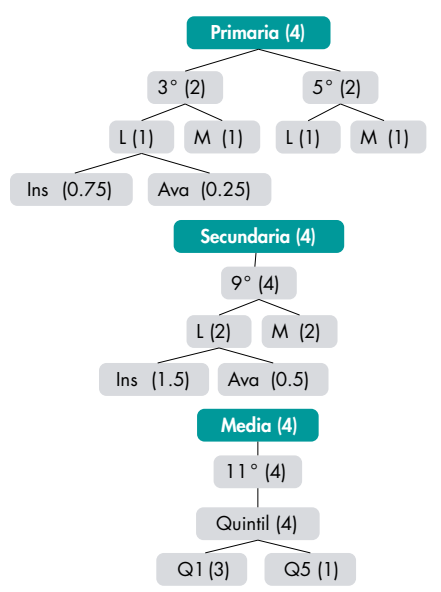 Primaria (4)
3° (2) 5° (2)
L (1) M (1) L (1) M (1)
Ins (0.75) Ava (0.25)
Secundaria (4)
9° (4)
L (2) M (2)
Ins (1.5) Ava (0.5)
Media (4)
11° (4)
Quintil (4)
Q1 (3) Q5 (1)